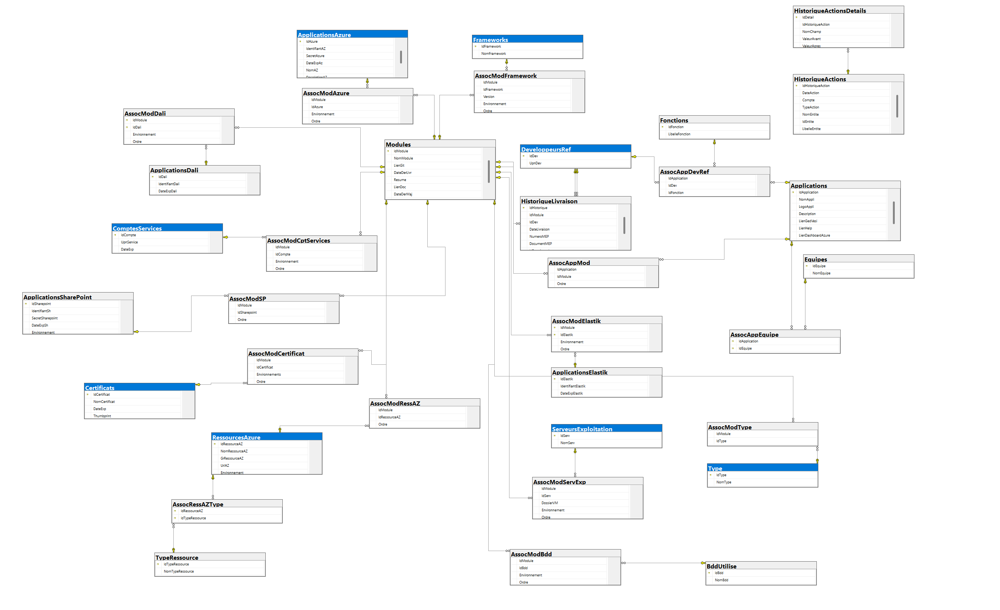 HistoriqueActionsDetails
IdDetail
IdHistoriqueAction
NomChamp
ValeurAvant
ValeurApres
ApplicationsAzure
IdAzure
IdentifiantAZ
SecretAzure
DateExpAz
NomAZ
DescriptionAZ
Frameworks
IdFramework
NomFramework
AssocModFramework
IdModule
IdFramework
Version
Environnement
Ordre
HistoriqueActions
IdHistoriqueAction
DateAction
Compte
TypeAction
NomEntite
IdEntite
LibelleEntite
AssocModAzure
IdModule
IdAzure
Environnement
Ordre
AssocModDali
IdModule
IdDali
Environnement
Ordre
Fonctions
IdFonction
LibelleFonction
Modules
IdModule
NomModule
LienGit
DateDerLivr
Resume
LienDoc
DateDerMaj
DeveloppeursRef
IdDev
UpnDev
ApplicationsDali
IdDali
IdentifiantDali
DateExpDali
AssocAppDevRef
IdApplication
IdDev
IdFonction
Applications
IdApplication
NomAppli
LogoAppli
Description
LienGedVesi
LienHelp
LienDashboardAzure
HistoriqueLivraison
IdHistorique
IdModule
IdDev
DateLivraison
NumeroMEP
DocumentMEP
ComptesServices
IdCompte
UpnService
DateExp
AssocModCptServices
IdModule
IdCompte
Environnement
Ordre
AssocAppMod
IdApplication
IdModule
Ordre
Equipes
IdEquipe
NomEquipe
ApplicationsSharePoint
IdSharepoint
IdentifiantSh
SecretSharepoint
DateExpSh
Environnement
AssocModSP
IdModule
IdSharepoint
Ordre
AssocModElastik
IdModule
IdElastik
Environnement
Ordre
AssocAppEquipe
IdApplication
IdEquipe
AssocModCertificat
IdModule
IdCertificat
Environnements
Ordre
ApplicationsElastik
IdElastik
IdentifiantElastik
DateExpElastik
Certificats
IdCertificat
NomCertificat
DateExp
Thumbprint
AssocModRessAZ
IdModule
IdRessourceAZ
Ordre
ServeursExploitation
IdServ
NomServ
AssocModType
IdModule
IdType
RessourcesAzure
IdRessourceAZ
NomRessourceAZ
GrRessourceAZ
UrlAZ
Environnement
Type
IdType
NomType
AssocModServExp
IdModule
IdServ
DossierVM
Environnement
Ordre
AssocRessAZType
IdRessourceAZ
IdTypeRessource
TypeRessource
IdTypeRessource
NomTypeRessource
AssocModBdd
IdModule
IdBdd
Environnement
Ordre
BddUtilise
IdBdd
NomBdd